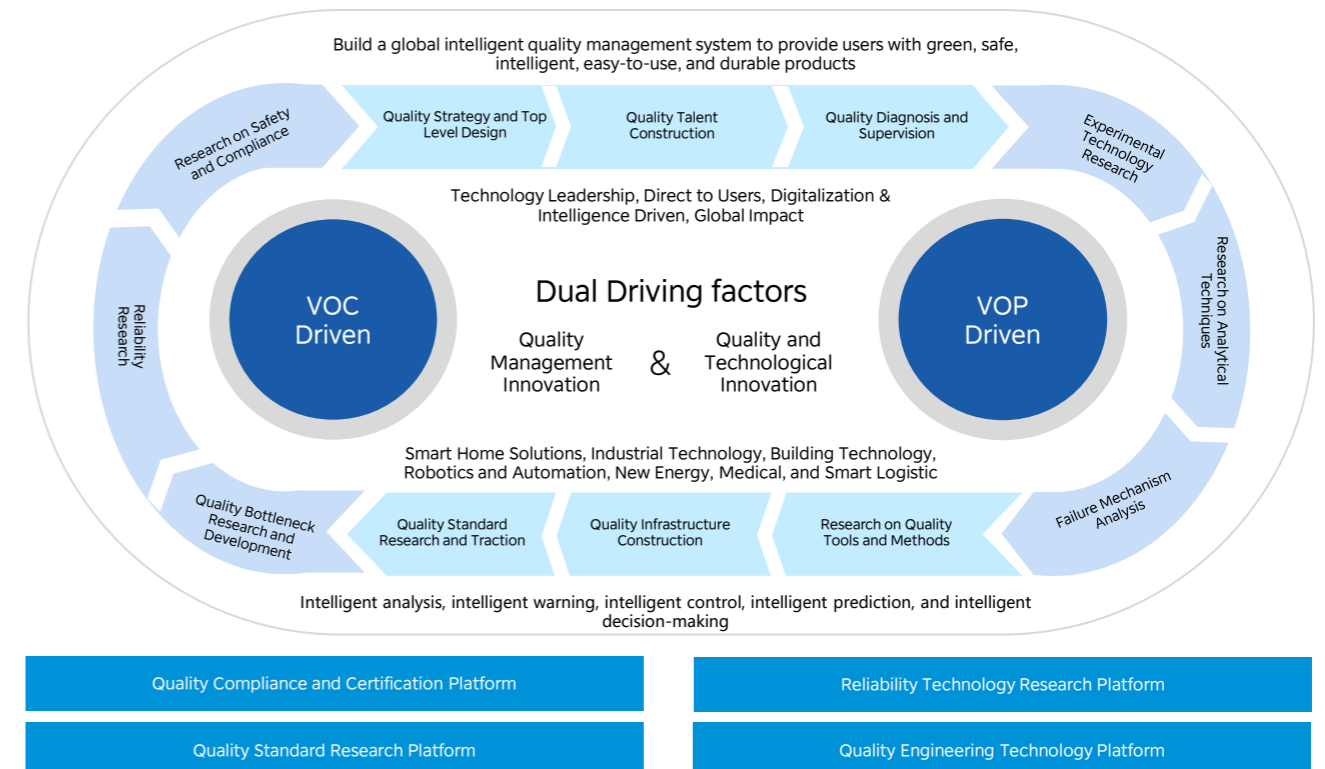 Build a global intelligent quality management system to provide users with green, safe,
intelligent, easy-to-use, and durable products
Research on Safety
and Compliance
Quality Strategy and Top
Level Design
Quality Talent
Construction
Quality Diagnosis and
Supervision
Experimental
Technology
Research
Technology Leadership, Direct to Users, Digitalization &
Intelligence Driven, Global Impact
Reliability
Research
VOC
Driven
Dual Driving factors
Quality
Management
Innovation
&
Quality and
Technological
Innovation
VOP
Driven
Research on Analytical
Techniques
Smart Home Solutions, Industrial Technology, Building Technology,
Robotics and Automation, New Energy, Medical, and Smart Logistic
Quality Bottleneck
Research and
Development
Quality Standard
Research and Traction
Quality Infrastructure
Construction
Research on Quality
Tools and Methods
Failure Mechanism
Analysis
Intelligent analysis, intelligent warning, intelligent control, intelligent prediction, and intelligent
decision-making
Quality Compliance and Certification Platform
Reliability Technology Research Platform
Quality Standard Research Platform
Quality Engineering Technology Platform